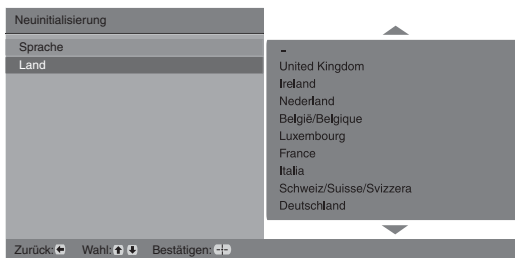 Neuinitialisierung
Sprache
Land
-
United Kingdom
Ireland
Nederland
België/Belgique
Luxembourg
France
Italia
Schweiz/Suisse/Svizzera
Deutschland
Zurück: Wahl: Bestätigen: